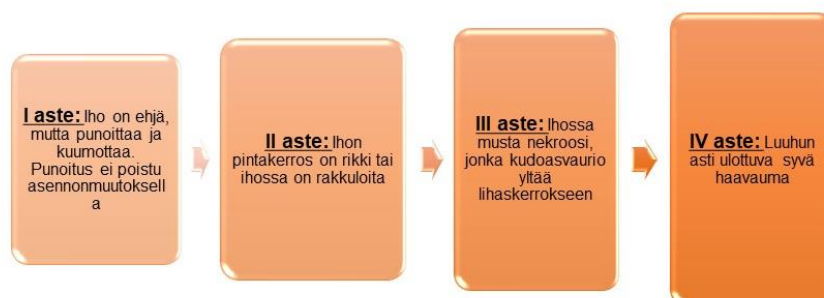 I aste: Iho on ehjä,
mutta punoittaa ja
kuumottaa.
Punoitus ei poistu
asennonmuutoksell
a
II aste: Ihon
pintakerros on rikki tai
ihossa on rakkuloita
III aste: Ihossa
musta nekroosi,
jonka kudoasvaurio
yltää
lihaskerrokseen
IV aste: Luuhun
asti ulottuva syvä
haavauma